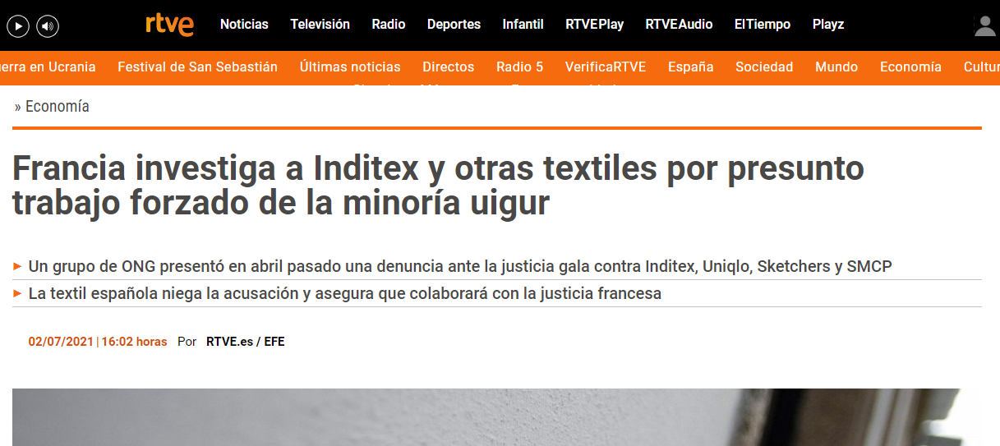 rtve Noticias Televisión Radio Deportes Infantil RTVEPlay RTVEAudio ElTiempo Playz
erra en Ucrania Festival de San Sebastián Últimas noticias Directos Radio 5 VerificaRTVE España Sociedad Mundo Economía Cultur
» Economía
Francia investiga a Inditex y otras textiles por presunto
trabajo forzado de la minoría uigur
Un grupo de ONG presentó en abril pasado una denuncia ante la justicia gala contra Inditex, Uniqlo, Sketchers y SMCP
La textil española niega la acusación y asegura que colaborará con la justicia francesa
02/07/2021 | 16:02 horas Por RTVE.es / EFE